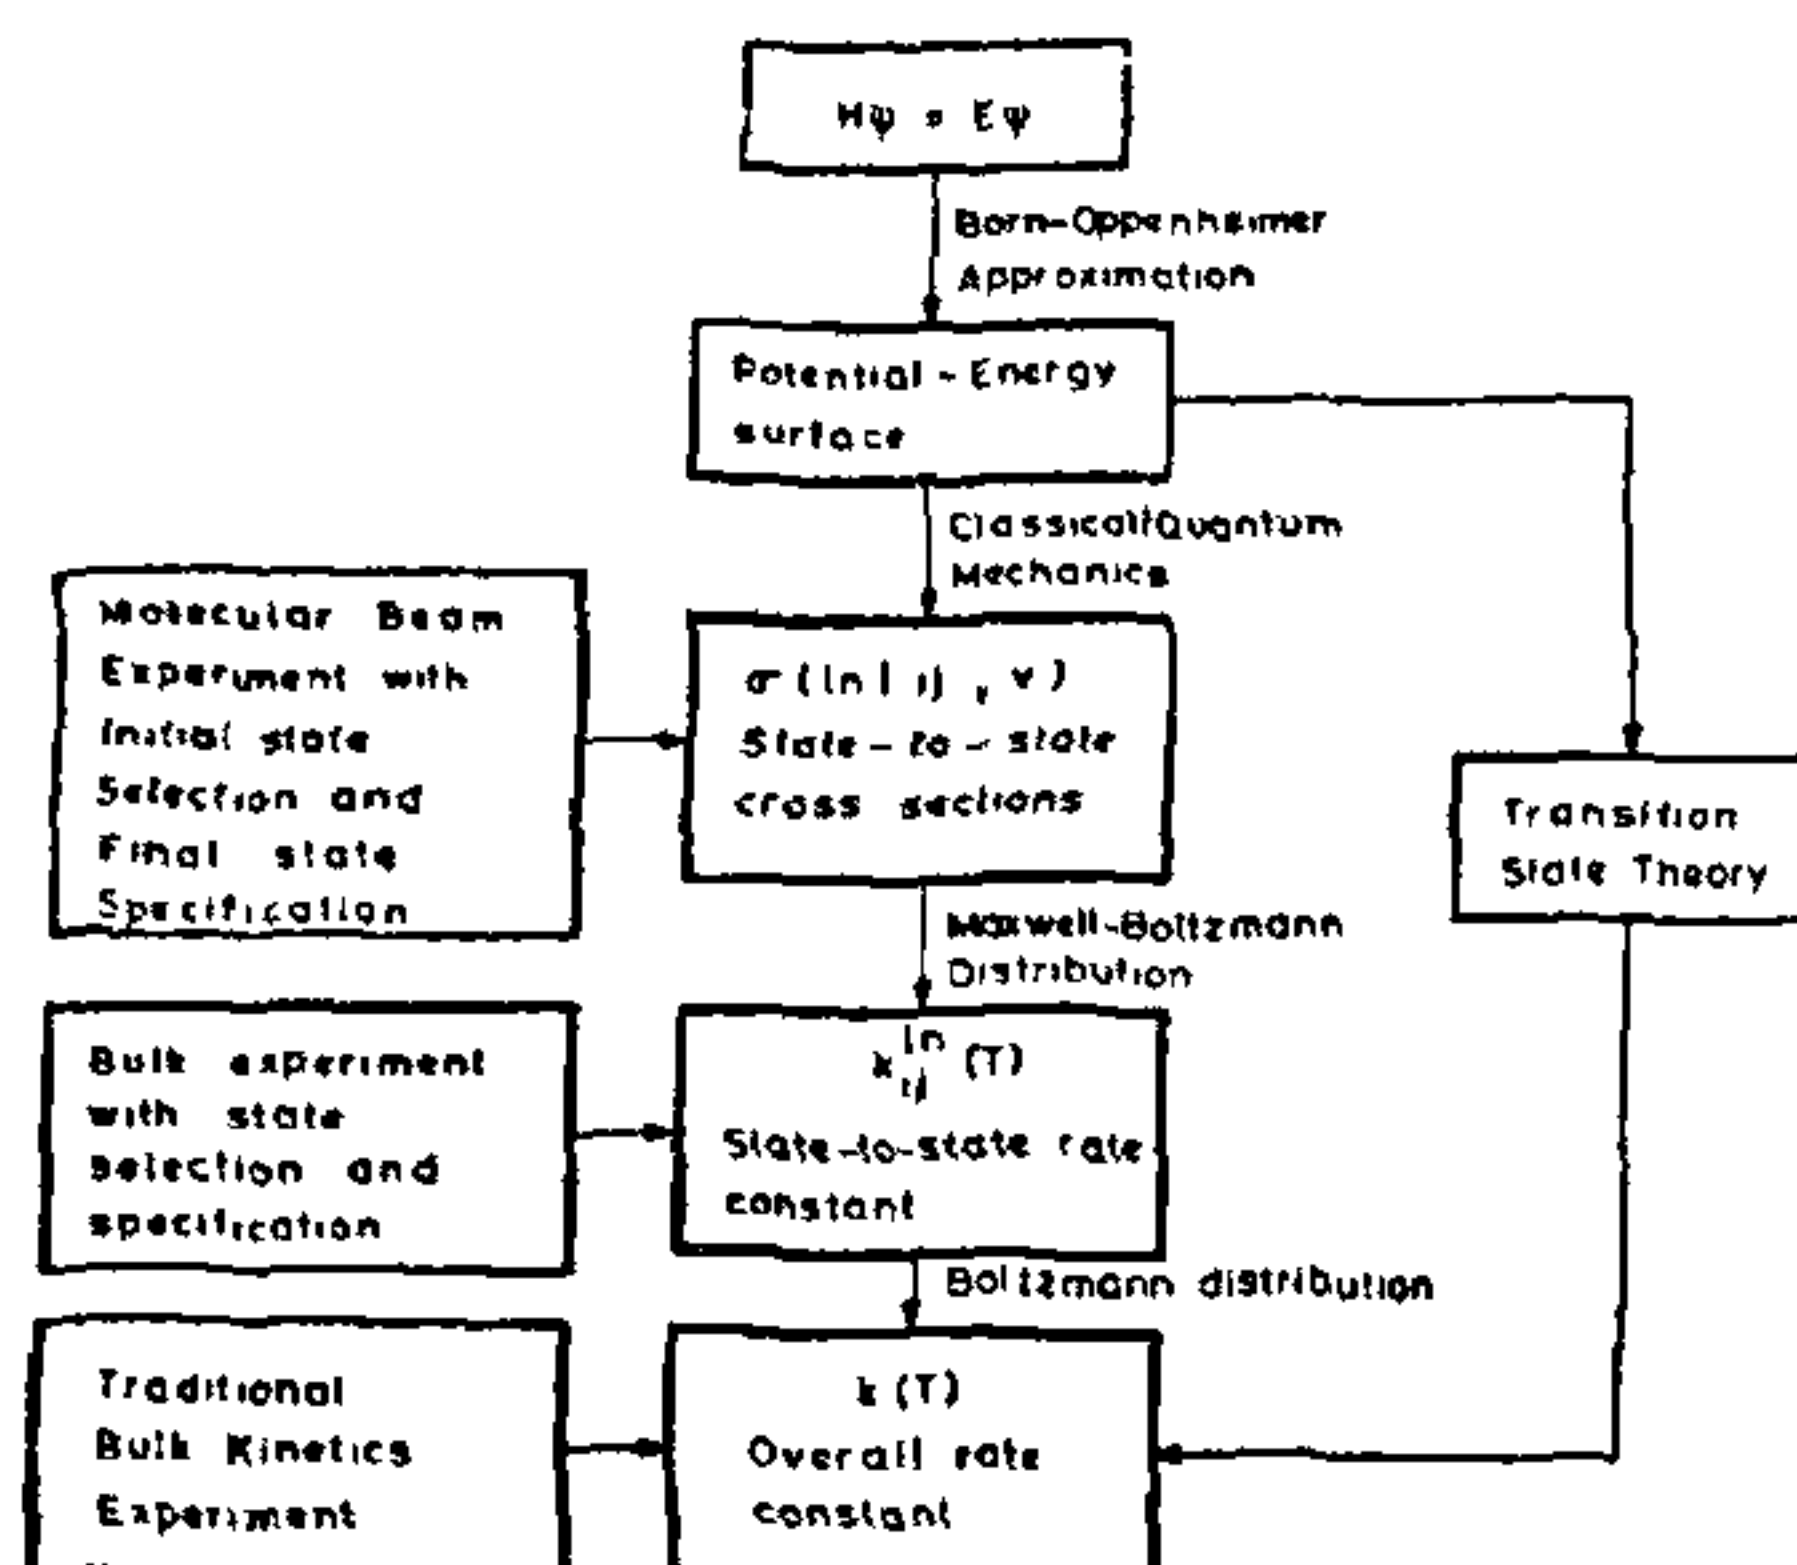 Hψ = Eψ
Born-Oppenheimer
Approximation
Potential - Energy
surface
Classical/Quantum
Mechanics
Molecular Beam
Experiment with
Initial state
Selection and
Final state
Specification
σ (ln | ij , v)
State-to-state
cross sections
Transition
State Theory
Maxwell-Boltzmann
Distribution
Bulk experiment
with state
selection and
specification
k ln ij (T)
State-to-state rate
constant
Boltzmann distribution
Traditional
Bulk Kinetics
Experiment
k (T)
Overall rate
constant